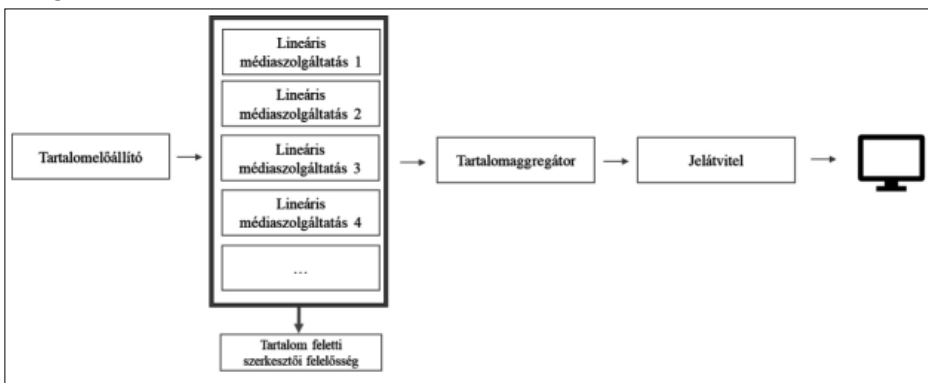 Lineáris
médiaszolgáltatás 1
Lineáris
médiaszolgáltatás 2
Tartalomelőállító
Lineáris
médiaszolgáltatás 3
Tartalomaggregátor
Jelátvitel
Lineáris
médiaszolgáltatás 4
...
Tartalom feletti
szerkesztői felelősség